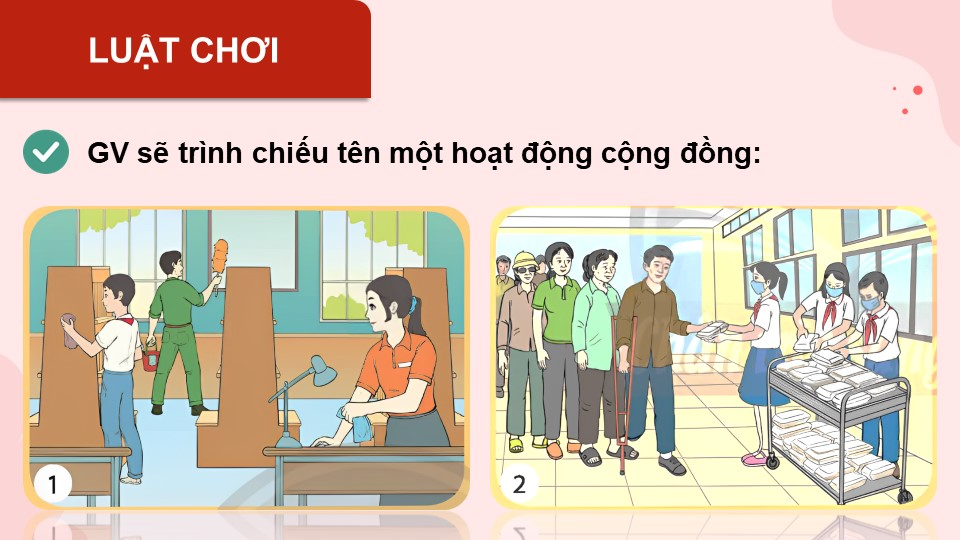 LUẬT CHƠI
GV sẽ trình chiếu tên một hoạt động cộng đồng:
1
2